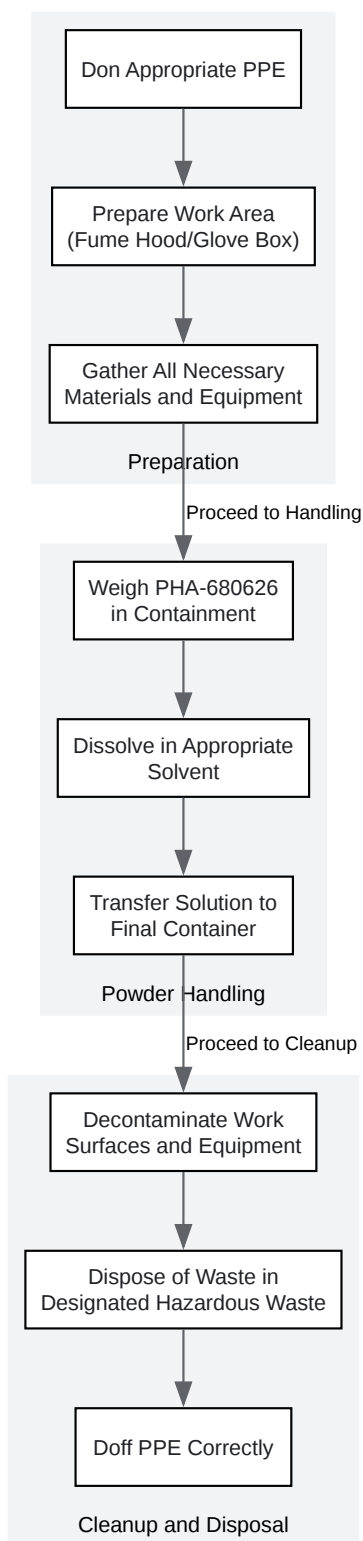 Don Appropriate PPE
Prepare Work Area
(Fume Hood/Glove Box)
Gather All Necessary
Materials and Equipment
Preparation
Proceed to Handling
Weigh PHA-680626
in Containment
Dissolve in Appropriate
Solvent
Transfer Solution to
Final Container
Powder Handling
Proceed to Cleanup
Decontaminate Work
Surfaces and Equipment
Dispose of Waste in
Designated Hazardous Waste
Doff PPE Correctly
Cleanup and Disposal